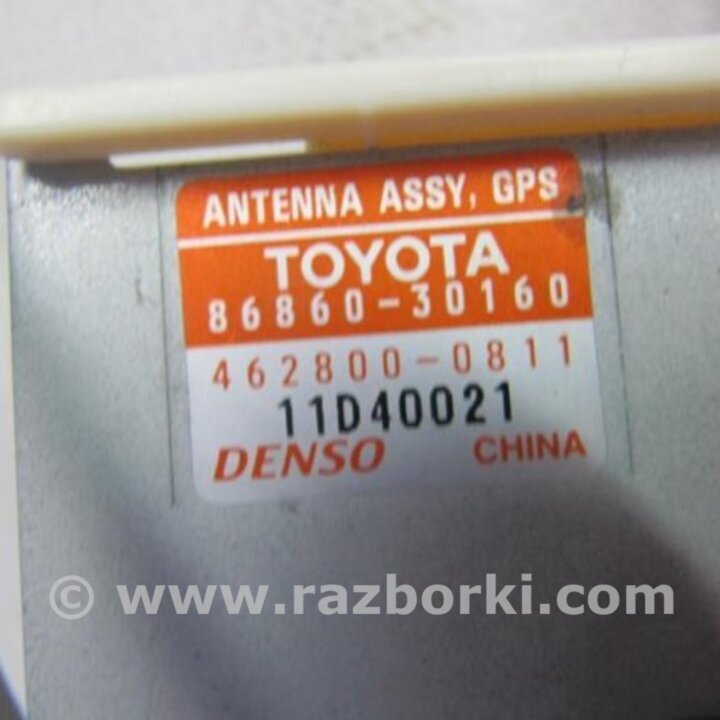 ANTENNA ASSY, GPS
TOYOTA
86860-30160
462800-0811
11D40021
DENSO CHINA
© www.razborki.com